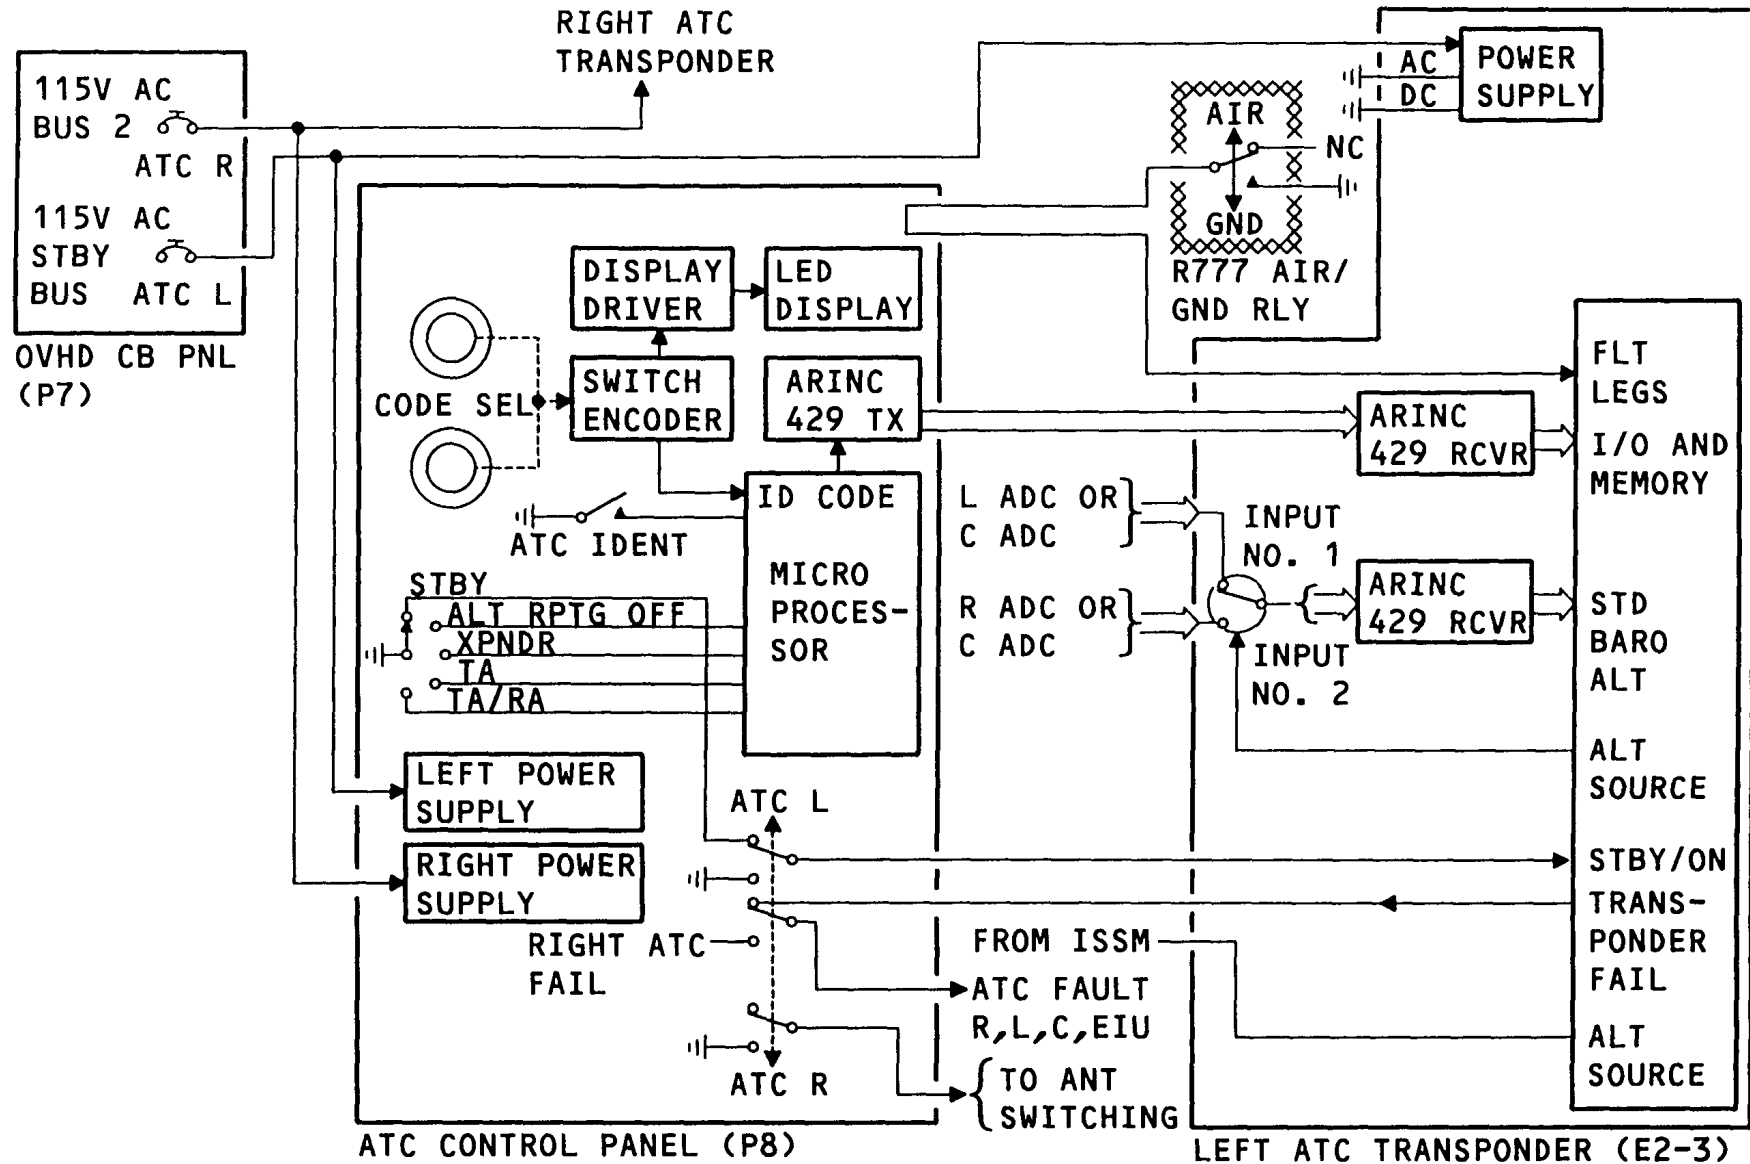 RIGHT ATC
TRANSPONDER
115V AC
BUS 2
ATC R
115V AC
STBY
BUS ATC L
OVHD CB PNL
(P7)
POWER
SUPPLY
AC
DC
AIR
NC
GND
R777 AIR/
GND RLY
DISPLAY
DRIVER
LED
DISPLAY
CODE SEL
SWITCH
ENCODER
ARINC
429 TX
ID CODE
MICRO
PROCES-
SOR
ATC IDENT
STBY
ALT RPTG OFF
XPNDR
TA
TA/RA
LEFT POWER
SUPPLY
RIGHT POWER
SUPPLY
ATC L
RIGHT ATC
FAIL
ATC R
ATC CONTROL PANEL (P8)
L ADC OR
C ADC
R ADC OR
C ADC
INPUT
NO. 1
INPUT
NO. 2
ARINC
429 RCVR
ARINC
429 RCVR
FROM ISSM
ATC FAULT
R,L,C,EIU
TO ANT
SWITCHING
FLT
LEGS
I/O AND
MEMORY
STD
BARO
ALT
ALT
SOURCE
STBY/ON
TRANS-
PONDER
FAIL
ALT
SOURCE
LEFT ATC TRANSPONDER (E2-3)